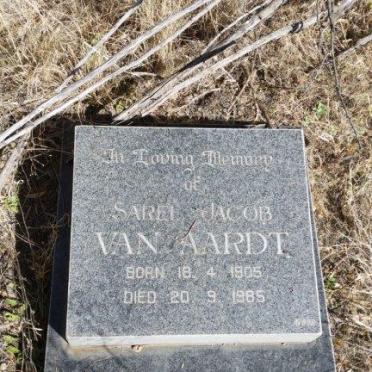 In Loving Memory
of
SAREL JACOB
VAN AARDT
BORN 18. 4. 1905
DIED 20. 9. 1985